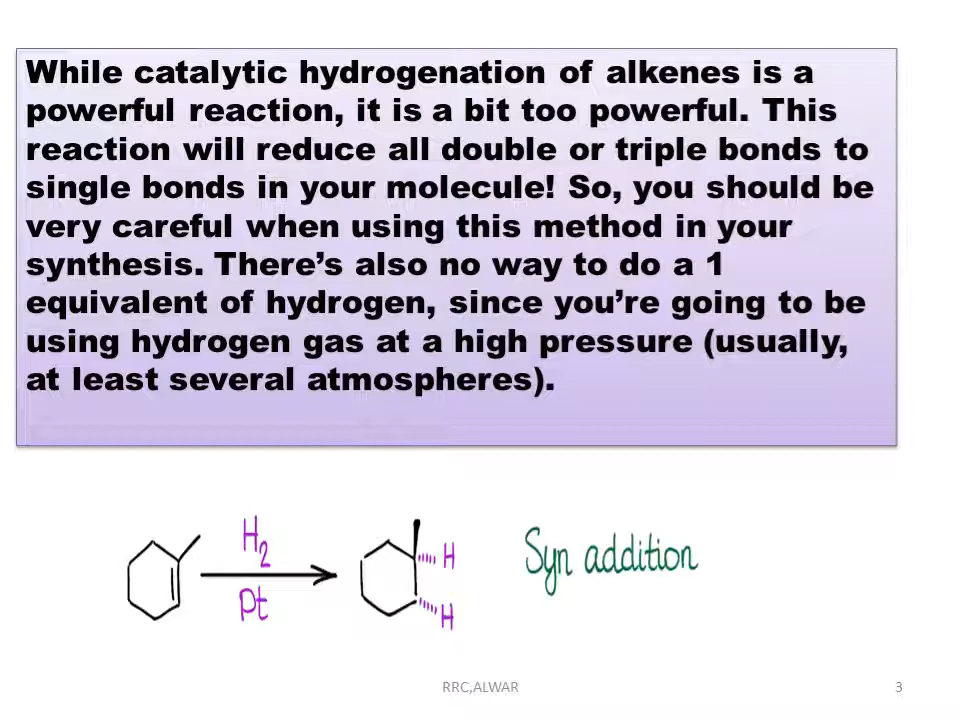 While catalytic hydrogenation of alkenes is a
powerful reaction, it is a bit too powerful. This
reaction will reduce all double or triple bonds to
single bonds in your molecule! So, you should be
very careful when using this method in your
synthesis. There’s also no way to do a 1
equivalent of hydrogen, since you’re going to be
using hydrogen gas at a high pressure (usually,
at least several atmospheres).
H2
Pt
H
H
Syn addition
RRC,ALWAR
3